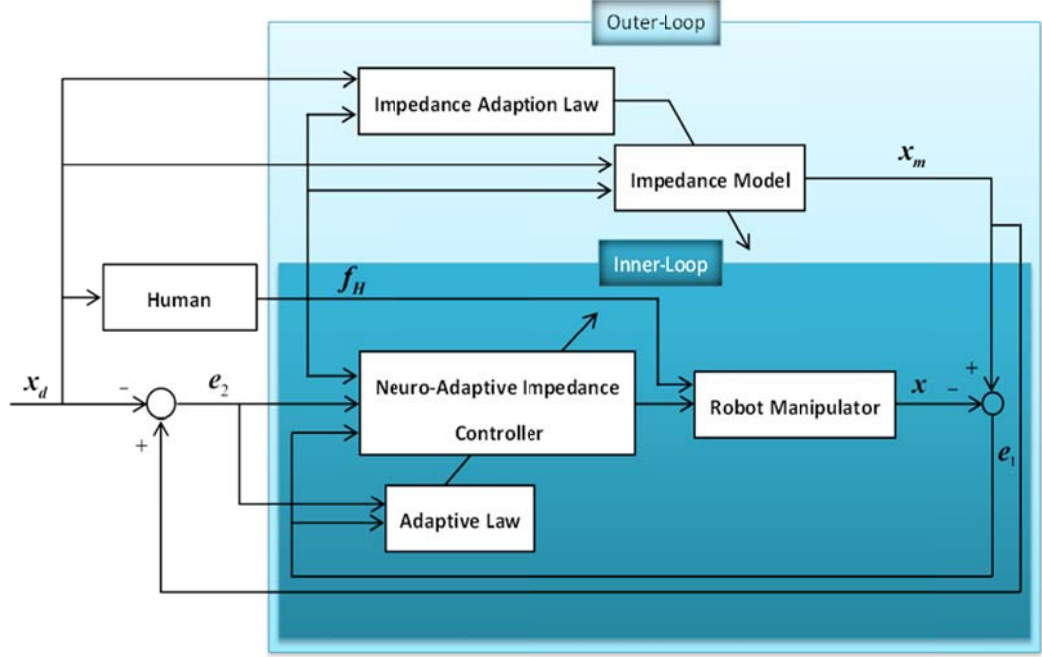 Outer-Loop
Impedance Adaption Law
Impedance Model
x_m
Inner-Loop
Human
f_H
x_d
−
e_2
+
Neuro-Adaptive Impedance
Controller
Robot Manipulator
x
−
+
e_1
Adaptive Law